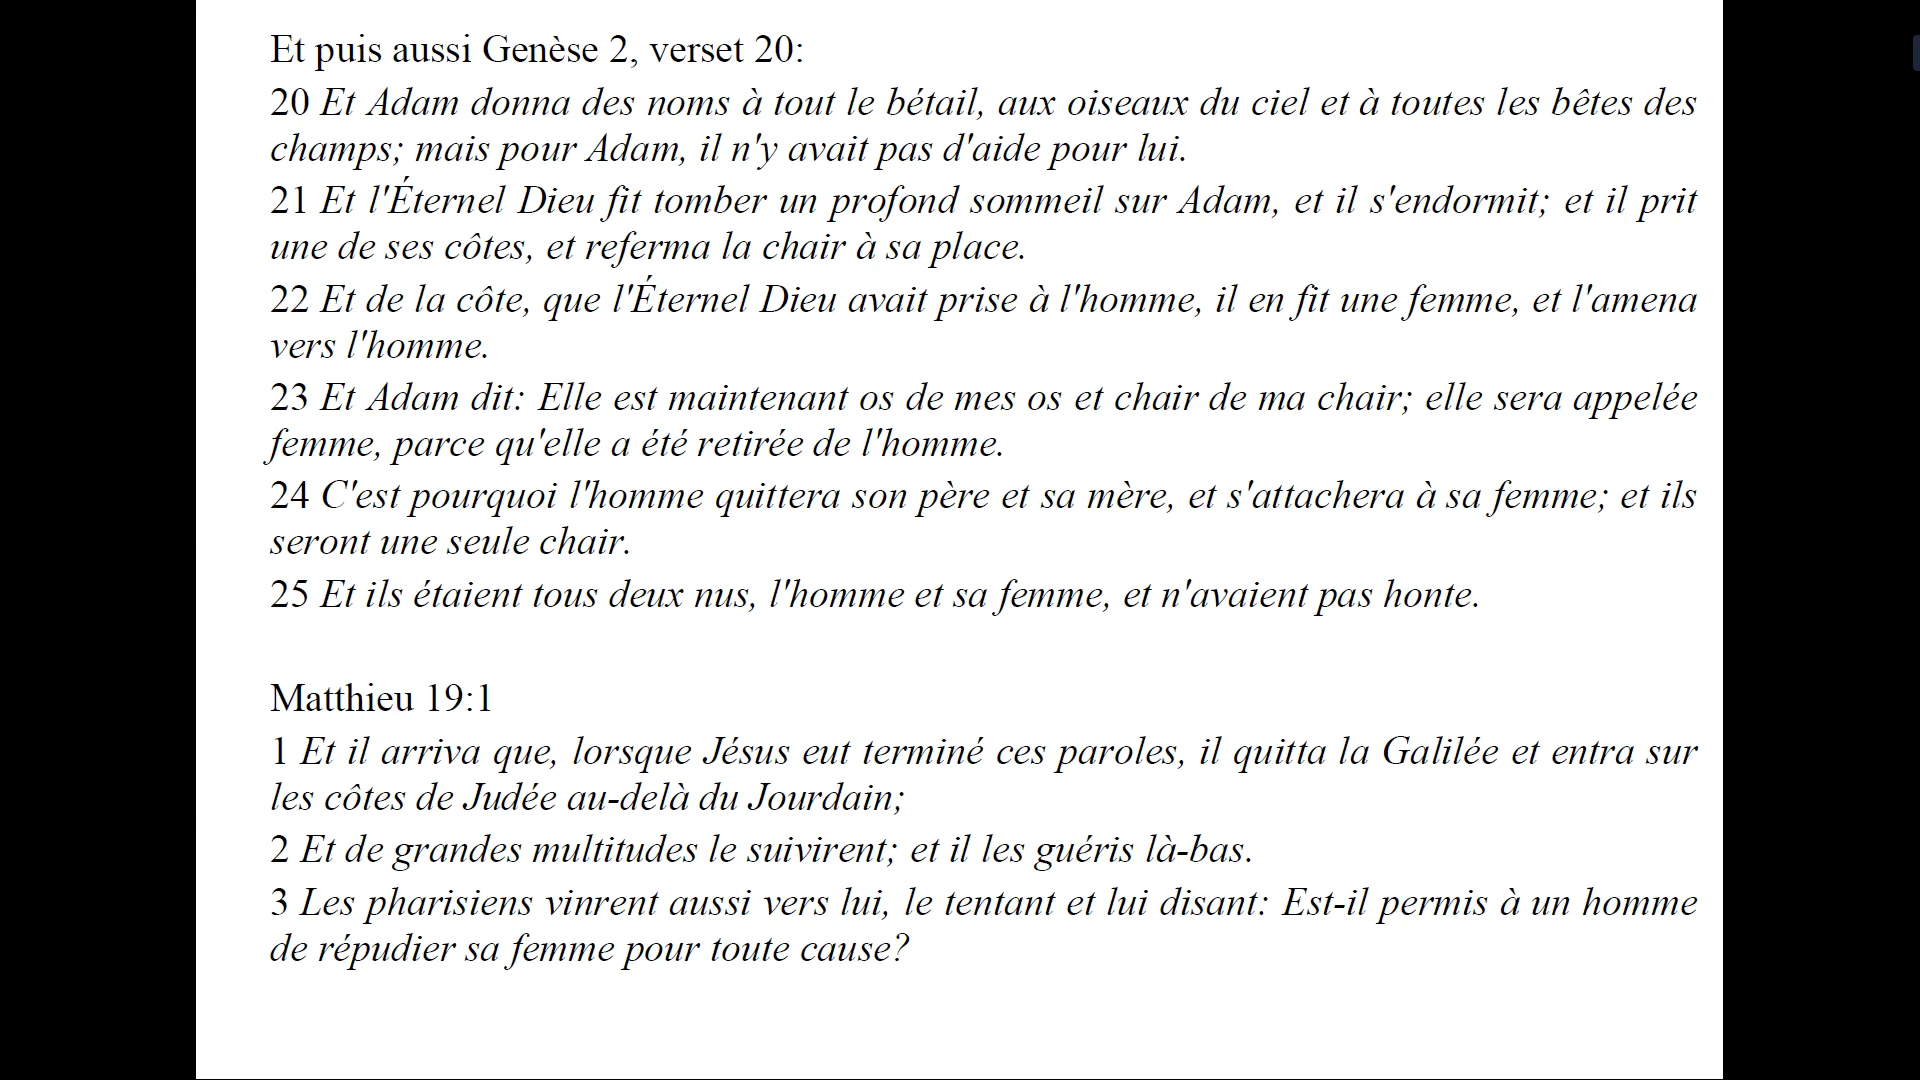 Et puis aussi Genèse 2, verset 20:
20 Et Adam donna des noms à tout le bétail, aux oiseaux du ciel et à toutes les bêtes des
champs; mais pour Adam, il n'y avait pas d'aide pour lui.
21 Et l'Éternel Dieu fit tomber un profond sommeil sur Adam, et il s'endormit; et il prit
une de ses côtes, et referma la chair à sa place.
22 Et de la côte, que l'Éternel Dieu avait prise à l'homme, il en fit une femme, et l'amena
vers l'homme.
23 Et Adam dit: Elle est maintenant os de mes os et chair de ma chair; elle sera appelée
femme, parce qu'elle a été retirée de l'homme.
24 C'est pourquoi l'homme quittera son père et sa mère, et s'attachera à sa femme; et ils
seront une seule chair.
25 Et ils étaient tous deux nus, l'homme et sa femme, et n'avaient pas honte.
Matthieu 19:1
1 Et il arriva que, lorsque Jésus eut terminé ces paroles, il quitta la Galilée et entra sur
les côtes de Judée au-delà du Jourdain;
2 Et de grandes multitudes le suivirent; et il les guéris là-bas.
3 Les pharisiens vinrent aussi vers lui, le tentant et lui disant: Est-il permis à un homme
de répudier sa femme pour toute cause?